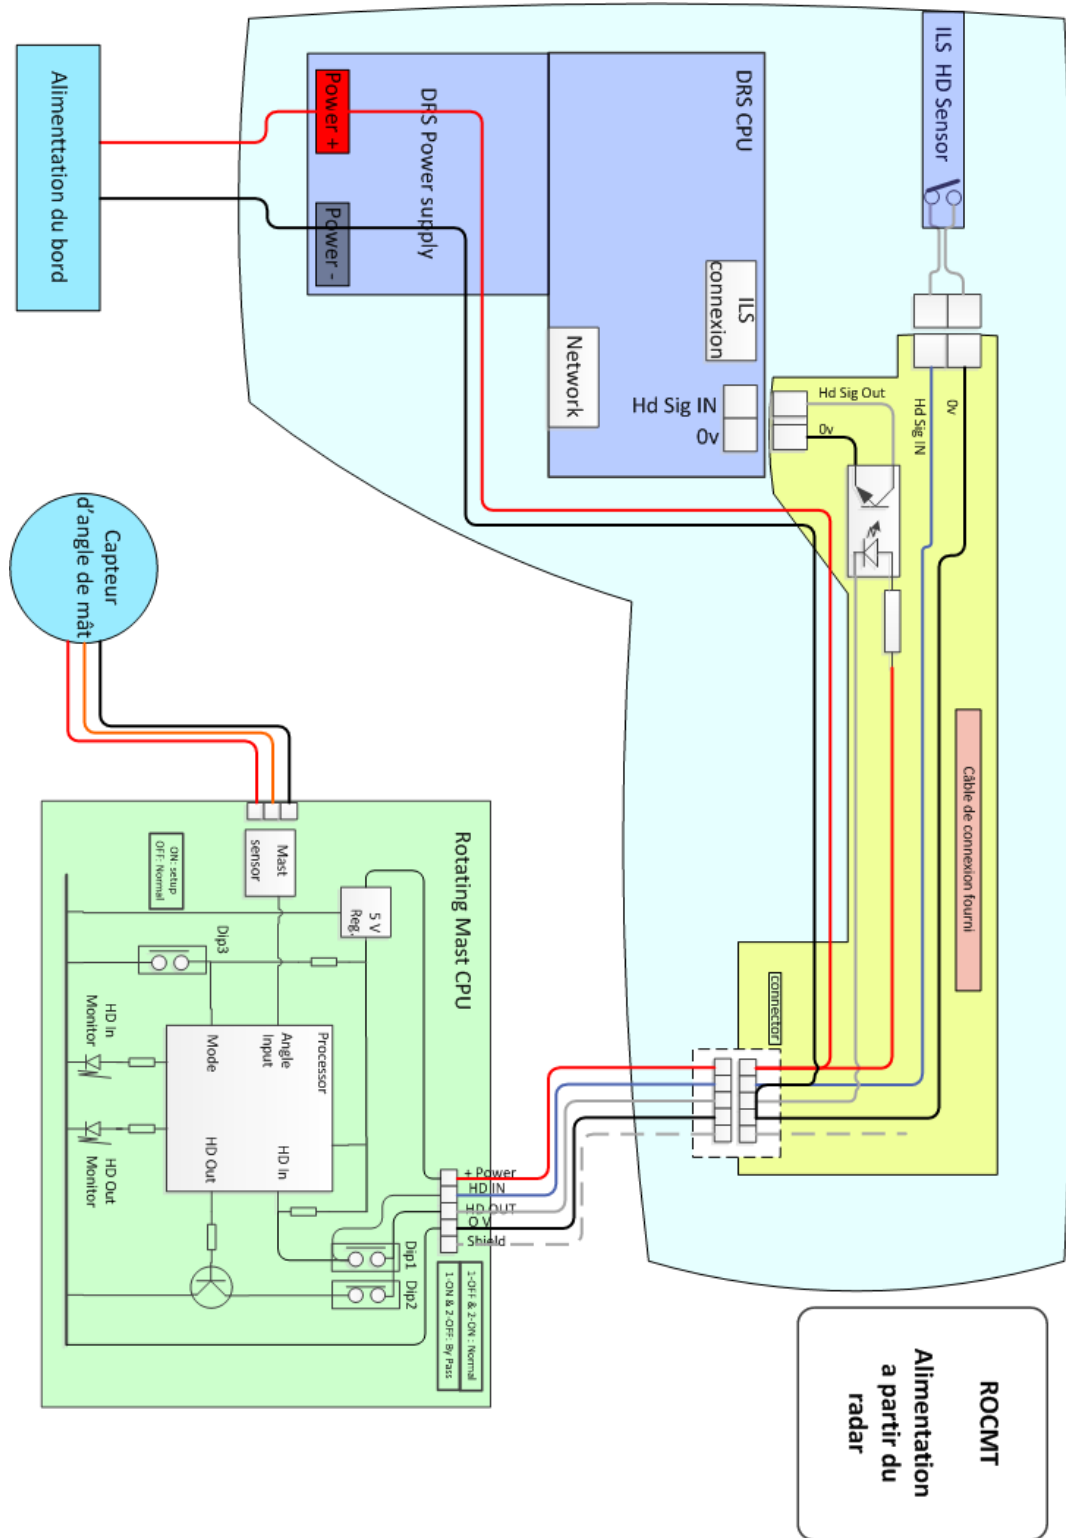 ILS HD Sensor
DRS CPU
DRS Power supply
Power +
Power -
Alimenttation du bord
ILS
connexion
Network
Hd Sig IN
0v
Hd Sig Out
0v
Hd Sig IN
0v
Câble de connexion fourni
connector
Capteur
d'angle de mât
Rotating Mast CPU
Mast
sensor
ON: setup
OFF: Normal
5 V
Reg.
Dip3
Processor
Angle
Input
Mode
HD In
HD Out
HD In
Monitor
HD Out
Monitor
+ Power
HD IN
HD OUT
O V
Shield
Dip1
Dip2
1-OFF & 2-ON : Normal
1-ON & 2-OFF: By Pass
ROCMT
Alimentation
a partir du
radar